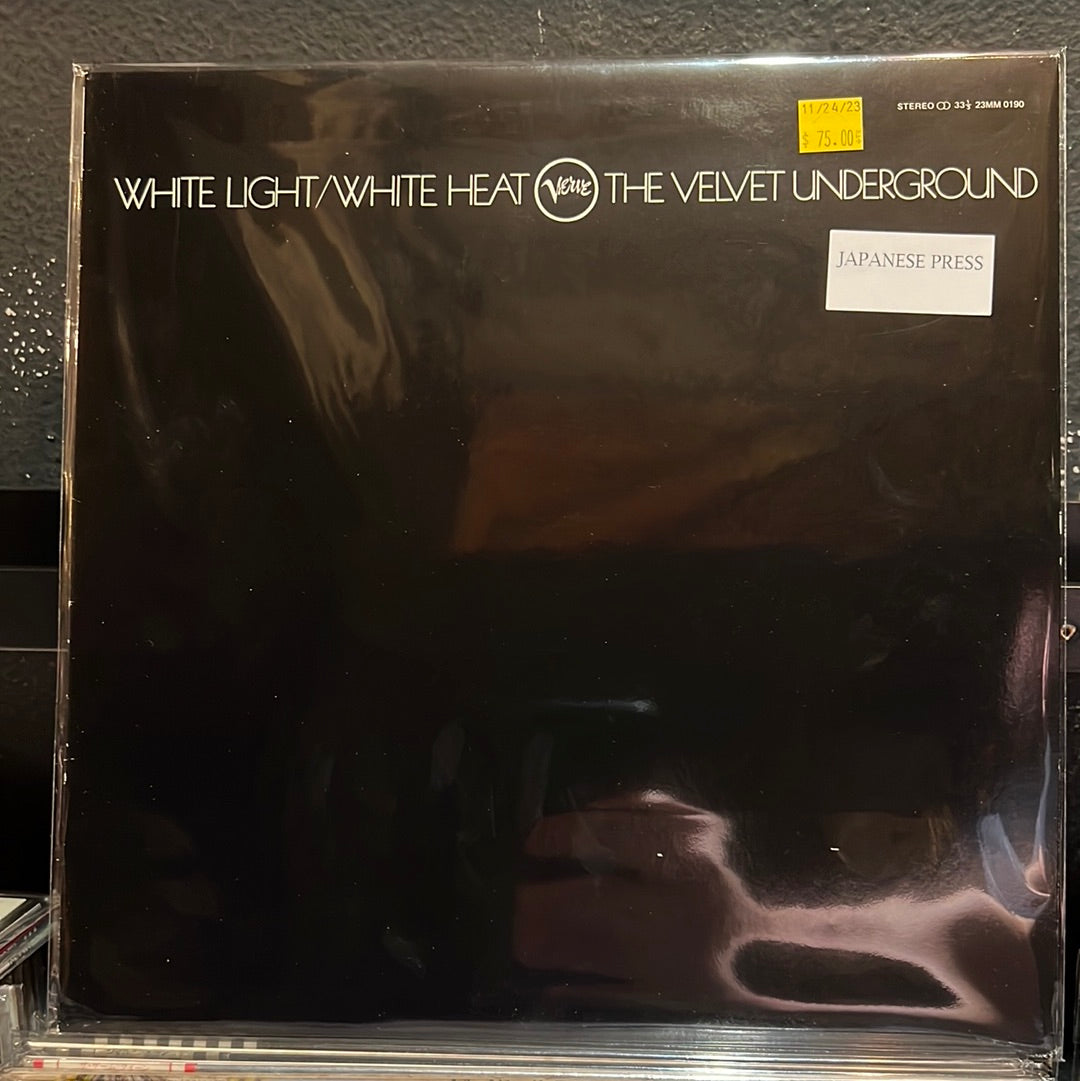 11/24/23
$ 75.00
STEREO 33⅓ 23MM 0190
WHITE LIGHT/WHITE HEAT Verve THE VELVET UNDERGROUND
JAPANESE PRESS